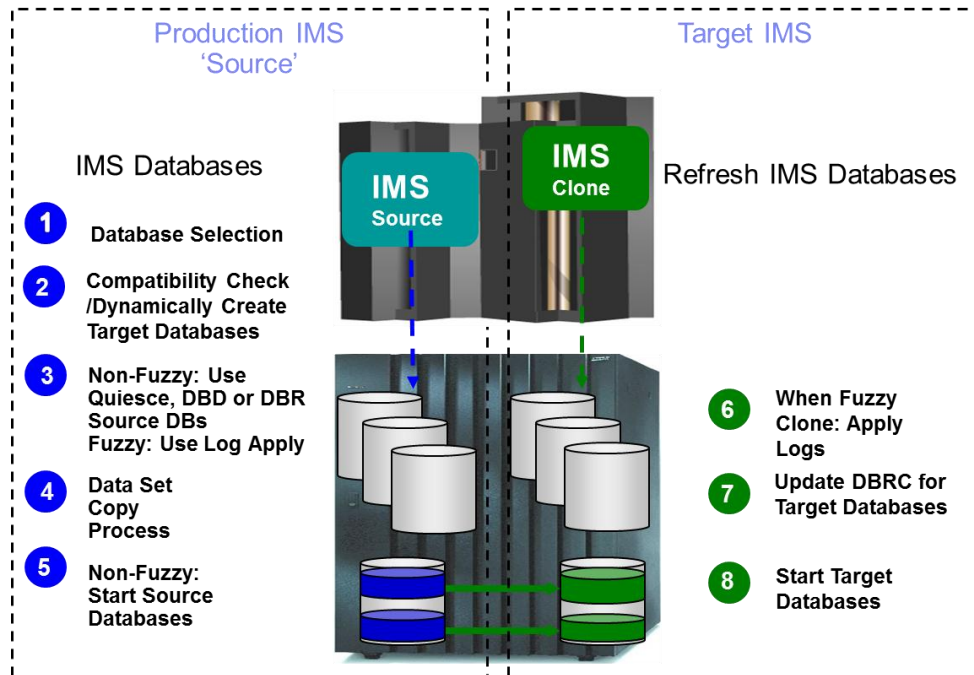 Production IMS
‘Source’
Target IMS
IMS Databases
IMS
Source
IMS
Clone
Refresh IMS Databases
1
Database Selection
2
Compatibility Check
/Dynamically Create
Target Databases
3
Non-Fuzzy: Use
Quiesce, DBD or DBR
Source DBs
Fuzzy: Use Log Apply
4
Data Set
Copy
Process
5
Non-Fuzzy:
Start Source
Databases
6
When Fuzzy
Clone: Apply
Logs
7
Update DBRC for
Target Databases
8
Start Target
Databases